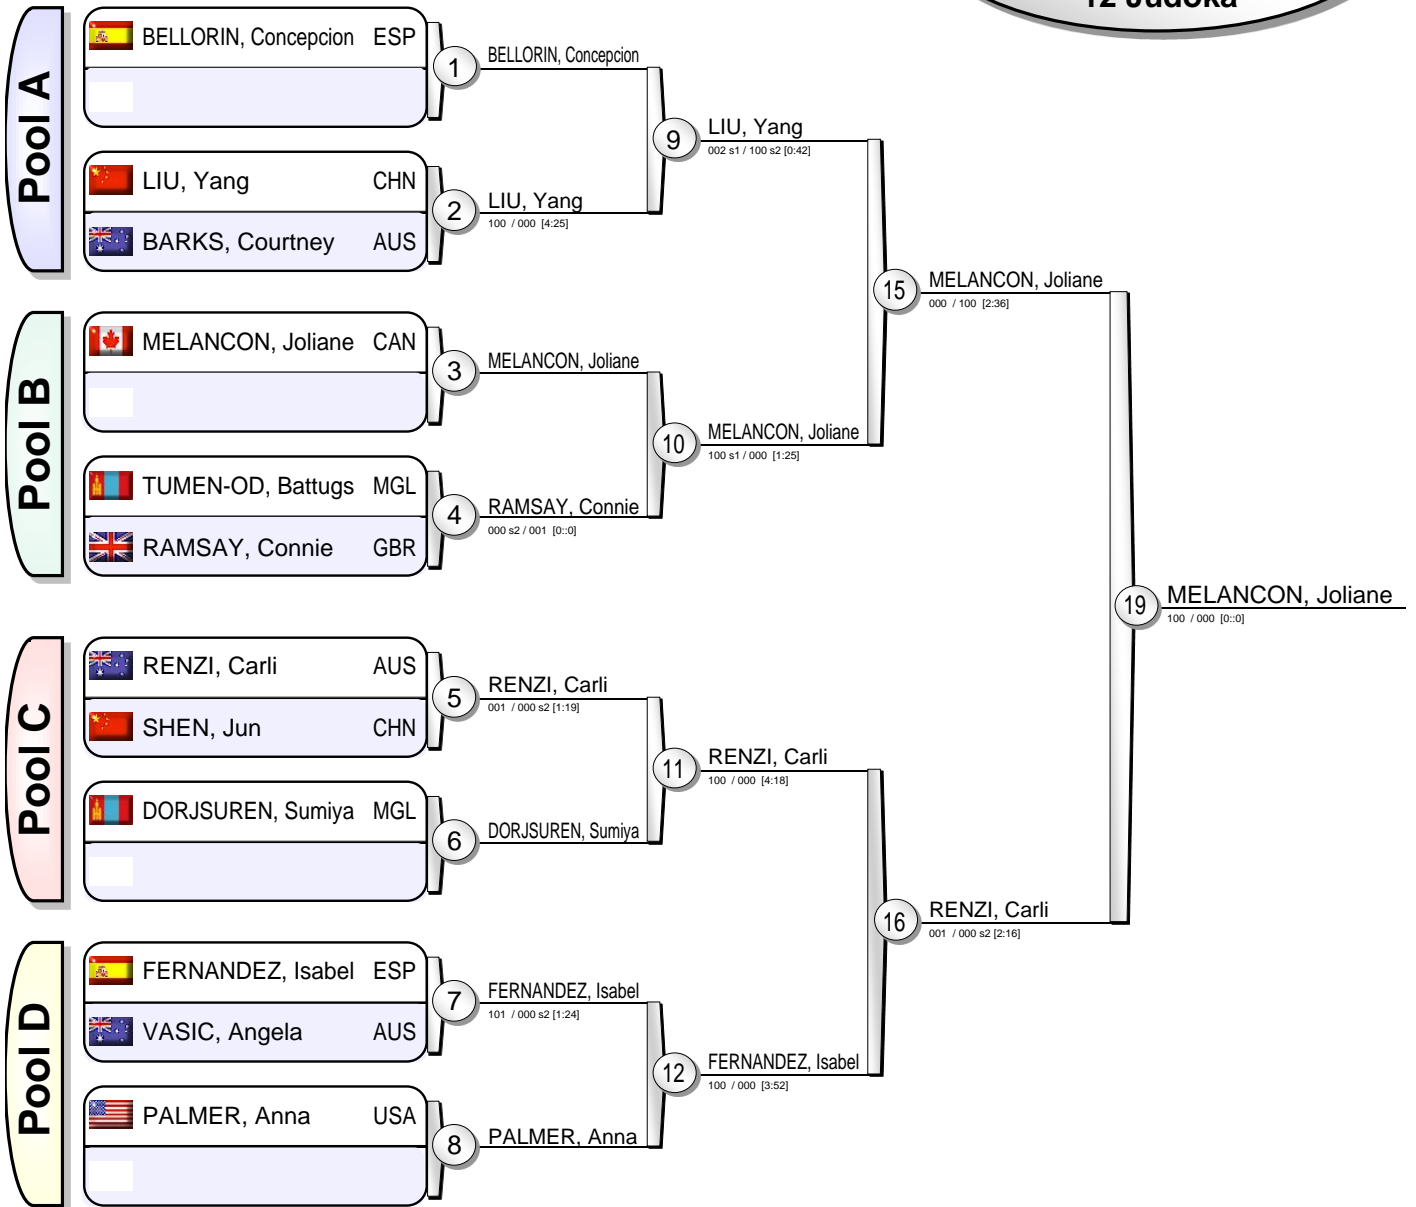 12 Judoka
Pool A
BELLORIN, Concepcion ESP
1
BELLORIN, Concepcion
LIU, Yang CHN
BARKS, Courtney AUS
2
LIU, Yang
100 / 000 [4:25]
9
LIU, Yang
002 s1 / 100 s2 [0:42]
Pool B
MELANCON, Joliane CAN
3
MELANCON, Joliane
TUMEN-OD, Battugs MGL
RAMSAY, Connie GBR
4
RAMSAY, Connie
000 s2 / 001 [0::0]
10
MELANCON, Joliane
100 s1 / 000 [1:25]
15
MELANCON, Joliane
000 / 100 [2:36]
Pool C
RENZI, Carli AUS
SHEN, Jun CHN
5
RENZI, Carli
001 / 000 s2 [1:19]
DORJSUREN, Sumiya MGL
6
DORJSUREN, Sumiya
11
RENZI, Carli
100 / 000 [4:18]
Pool D
FERNANDEZ, Isabel ESP
VASIC, Angela AUS
7
FERNANDEZ, Isabel
101 / 000 s2 [1:24]
PALMER, Anna USA
8
PALMER, Anna
12
FERNANDEZ, Isabel
100 / 000 [3:52]
16
RENZI, Carli
001 / 000 s2 [2:16]
19
MELANCON, Joliane
100 / 000 [0::0]